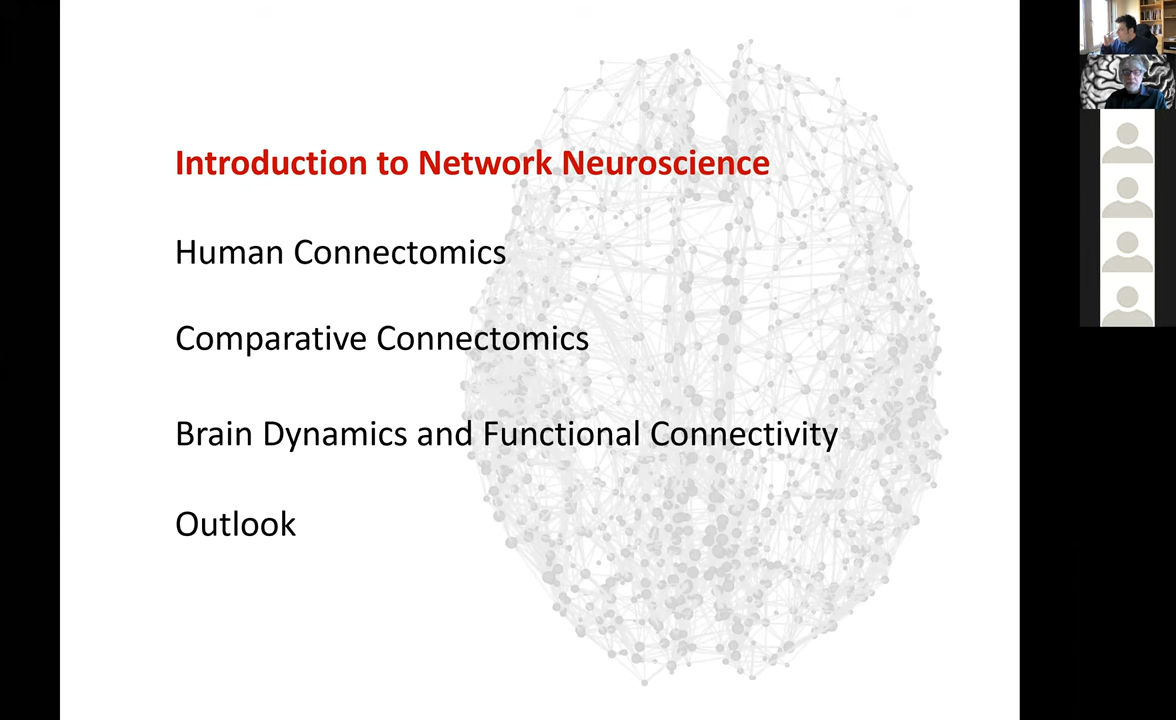 Introduction to Network Neuroscience
Human Connectomics
Comparative Connectomics
Brain Dynamics and Functional Connectivity
Outlook